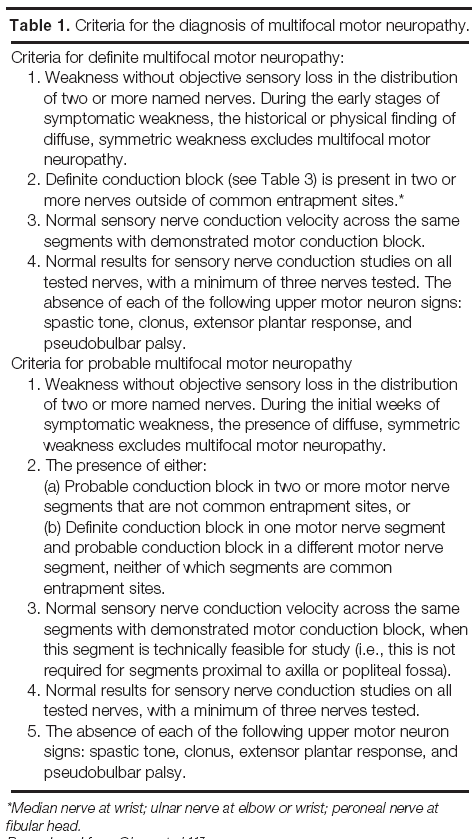 Table 1. Criteria for the diagnosis of multifocal motor neuropathy.
Criteria for definite multifocal motor neuropathy:
1. Weakness without objective sensory loss in the distribution
of two or more named nerves. During the early stages of
symptomatic weakness, the historical or physical finding of
diffuse, symmetric weakness excludes multifocal motor
neuropathy.
2. Definite conduction block (see Table 3) is present in two or
more nerves outside of common entrapment sites.*
3. Normal sensory nerve conduction velocity across the same
segments with demonstrated motor conduction block.
4. Normal results for sensory nerve conduction studies on all
tested nerves, with a minimum of three nerves tested. The
absence of each of the following upper motor neuron signs:
spastic tone, clonus, extensor plantar response, and
pseudobulbar palsy.
Criteria for probable multifocal motor neuropathy
1. Weakness without objective sensory loss in the distribution
of two or more named nerves. During the initial weeks of
symptomatic weakness, the presence of diffuse, symmetric
weakness excludes multifocal motor neuropathy.
2. The presence of either:
(a) Probable conduction block in two or more motor nerve
segments that are not common entrapment sites, or
(b) Definite conduction block in one motor nerve segment
and probable conduction block in a different motor nerve
segment, neither of which segments are common
entrapment sites.
3. Normal sensory nerve conduction velocity across the same
segments with demonstrated motor conduction block, when
this segment is technically feasible for study (i.e., this is not
required for segments proximal to axilla or popliteal fossa).
4. Normal results for sensory nerve conduction studies on all
tested nerves, with a minimum of three nerves tested.
5. The absence of each of the following upper motor neuron
signs: spastic tone, clonus, extensor plantar response, and
pseudobulbar palsy.
*Median nerve at wrist; ulnar nerve at elbow or wrist; peroneal nerve at
fibular head.